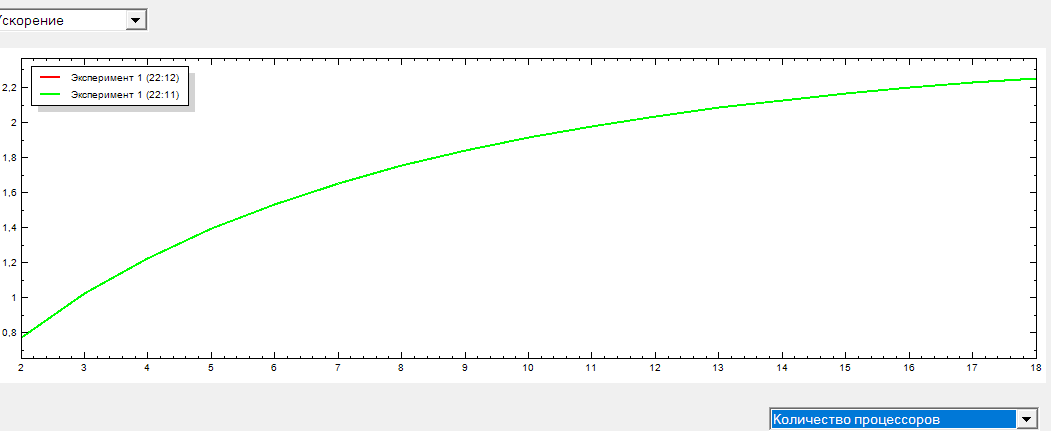 Ускорение
Эксперимент 1 (22:12)
Эксперимент 1 (22:11)
2,2
2
1,8
1,6
1,4
1,2
1
0,8
2 3 4 5 6 7 8 9 10 11 12 13 14 15 16 17 18
Количество процессоров